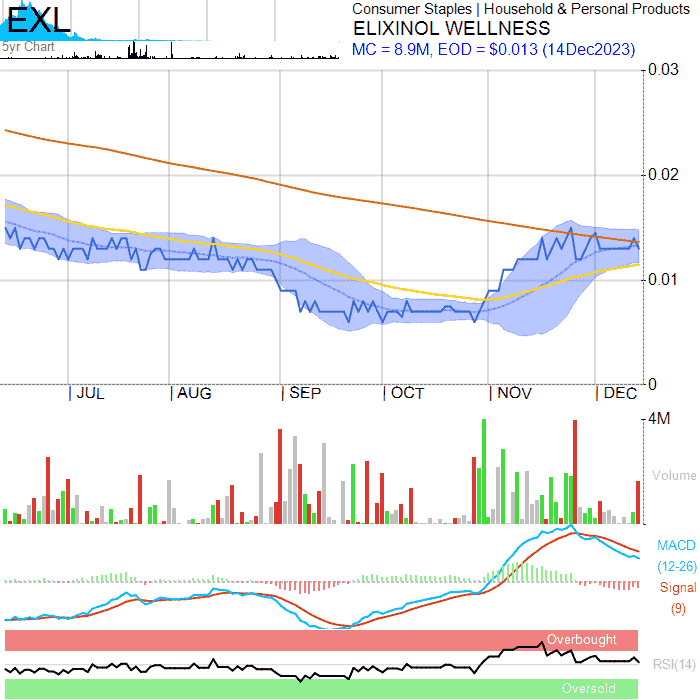 EXL
5yr Chart
Consumer Staples | Household & Personal Products
ELIXINOL WELLNESS
MC = 8.9M, EOD = $0.013 (14Dec2023)
0.03
0.02
0.01
0
JUL AUG SEP OCT NOV DEC
4M
Volume
MACD
(12-26)
Signal
(9)
Overbought
RSI(14)
Oversold